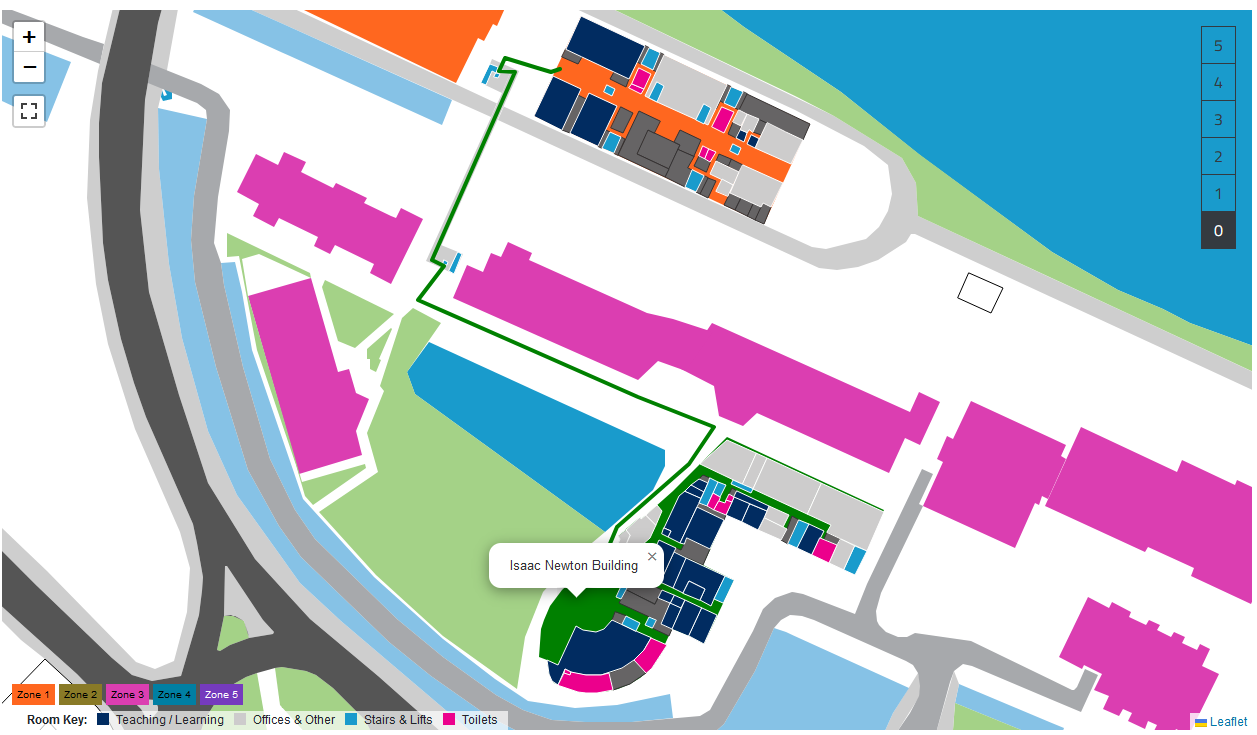 +
−
5
4
3
2
1
0
Isaac Newton Building ×
Zone 1 Zone 2 Zone 3 Zone 4 Zone 5
Room Key: Teaching / Learning Offices & Other Stairs & Lifts Toilets
Leaflet